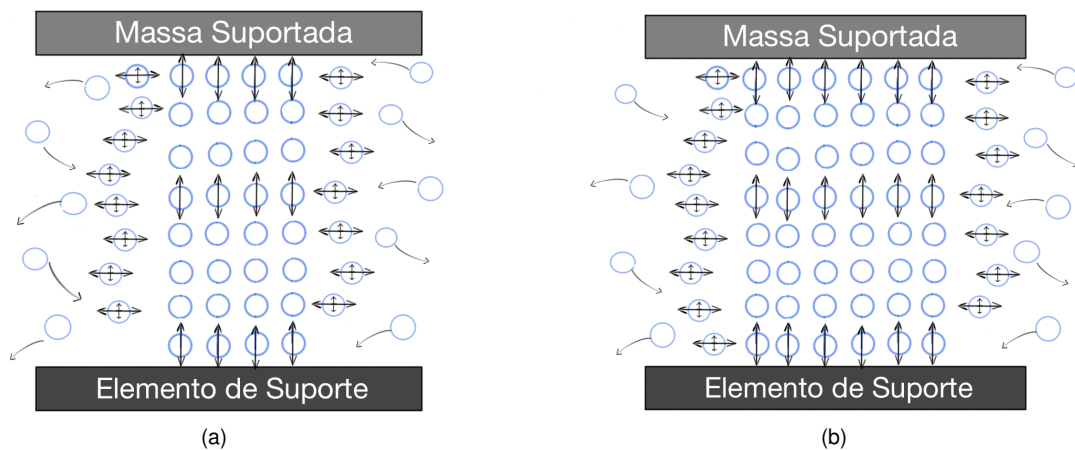 Massa Suportada
Massa Suportada
Elemento de Suporte
Elemento de Suporte
(a)
(b)